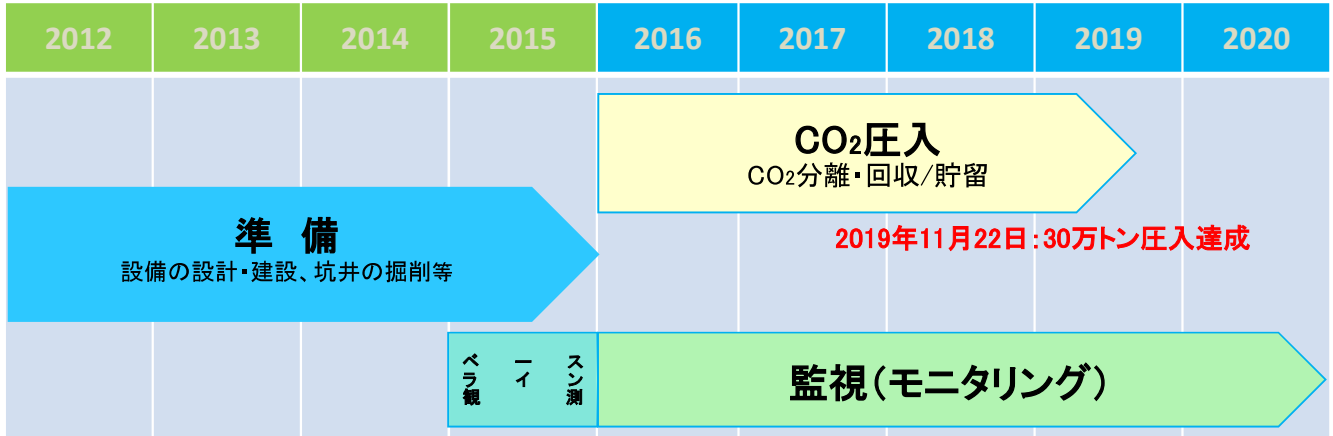 2012 2013 2014 2015 2016 2017 2018 2019 2020
CO₂圧入
CO₂分離・回収/貯留
準 備
設備の設計・建設、坑井の掘削等
2019年11月22日：30万トン圧入達成
ベ ー ス
ラ イ ン
観 測
監視（モニタリング）